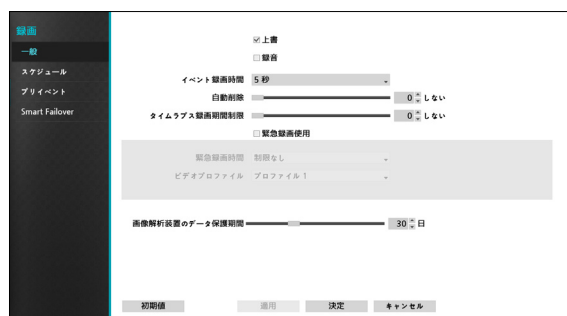 録画
一般
スケジュール
プリイベント
Smart Failover
上書
録音
イベント録画時間 5 秒
自動削除 0 しない
タイムラプス録画期間制限 0 しない
緊急録画使用
緊急録画時間 制限なし
ビデオプロファイル プロファイル 1
画像解析装置のデータ保護期間 30 日
初期値 適用 決定 キャンセル